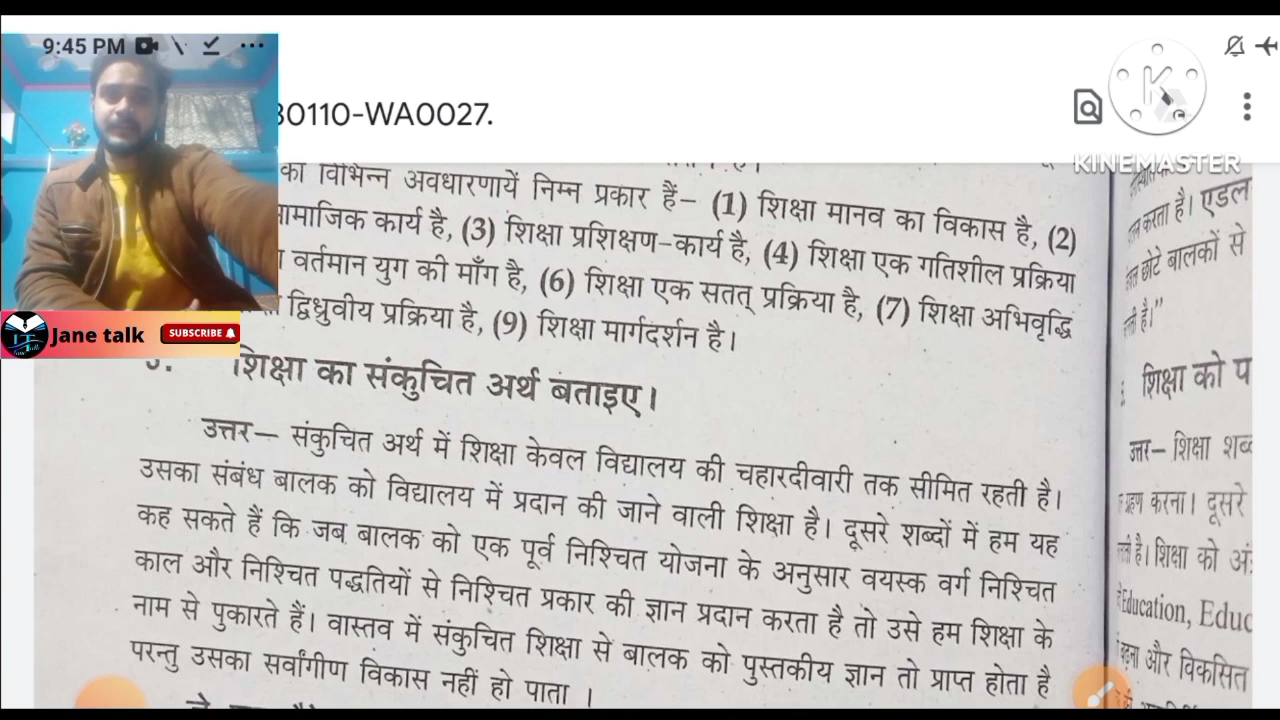 9:45 PM
30110-WA0027.
KINEMASTER
विभिन्न अवधारणायें निम्न प्रकार हैं– (1) शिक्षा मानव का विकास है, (2)
सामाजिक कार्य है, (3) शिक्षा प्रशिक्षण–कार्य है, (4) शिक्षा एक गतिशील प्रक्रिया
वर्तमान युग की माँग है, (6) शिक्षा एक सतत् प्रक्रिया है, (7) शिक्षा अभिवृद्धि
द्विध्रुवीय प्रक्रिया है, (9) शिक्षा मार्गदर्शन है।
Jane talk SUBSCRIBE
शिक्षा का संकुचित अर्थ बताइए।
उत्तर– संकुचित अर्थ में शिक्षा केवल विद्यालय की चहारदीवारी तक सीमित रहती है।
उसका संबंध बालक को विद्यालय में प्रदान की जाने वाली शिक्षा है। दूसरे शब्दों में हम यह
कह सकते हैं कि जब बालक को एक पूर्व निश्चित योजना के अनुसार वयस्क वर्ग निश्चित
काल और निश्चित पद्धतियों से निश्चित प्रकार की ज्ञान प्रदान करता है तो उसे हम शिक्षा के
नाम से पुकारते हैं। वास्तव में संकुचित शिक्षा से बालक को पुस्तकीय ज्ञान तो प्राप्त होता है
परन्तु उसका सर्वांगीण विकास नहीं हो पाता ।
करता है। एडल
छोटे बालकों से
है।”
शिक्षा को प
उत्तर– शिक्षा
ग्रहण करना। दूसरे
है। शिक्षा को अं
Education, Educ
और विकसित